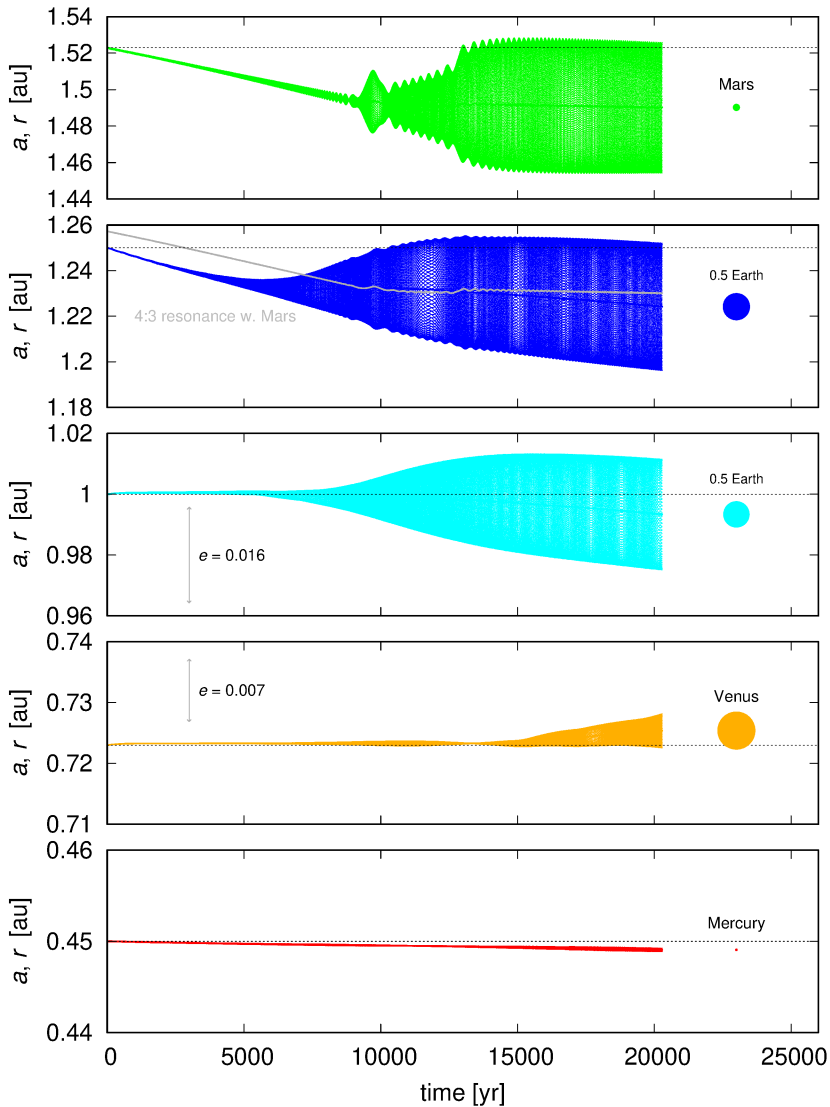 1.54
1.52
1.5
1.48
1.46
1.44
a, r [au]
Mars
1.26
1.24
1.22
1.2
1.18
a, r [au]
4:3 resonance w. Mars
0.5 Earth
1.02
1
0.98
0.96
a, r [au]
e = 0.016
0.5 Earth
0.74
0.73
0.72
0.71
a, r [au]
e = 0.007
Venus
0.46
0.45
0.44
a, r [au]
Mercury
0 5000 10000 15000 20000 25000
time [yr]